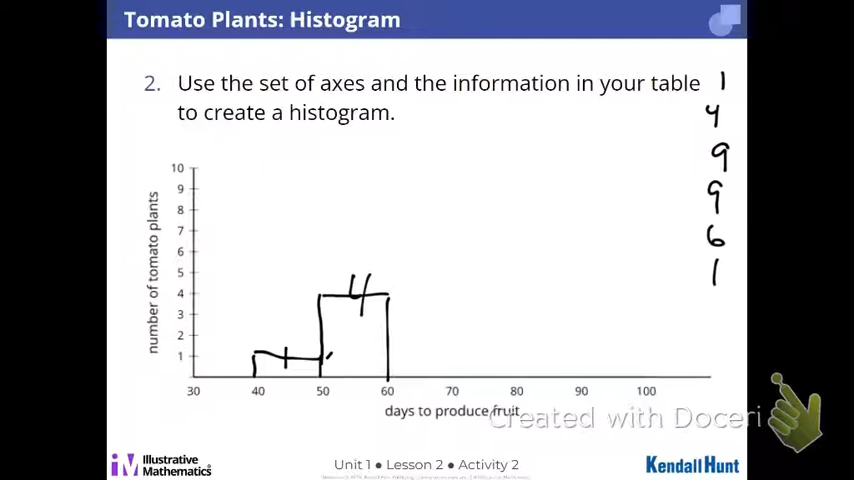 Tomato Plants: Histogram
2. Use the set of axes and the information in your table
to create a histogram.
1
4
9
9
6
1
number of tomato plants
10
9
8
7
6
5
4
3
2
1
4
30 40 50 60 70 80 90 100
days to produce fruit
Created with Doceri
iM Illustrative Mathematics®
Unit 1 ● Lesson 2 ● Activity 2
KendallHunt